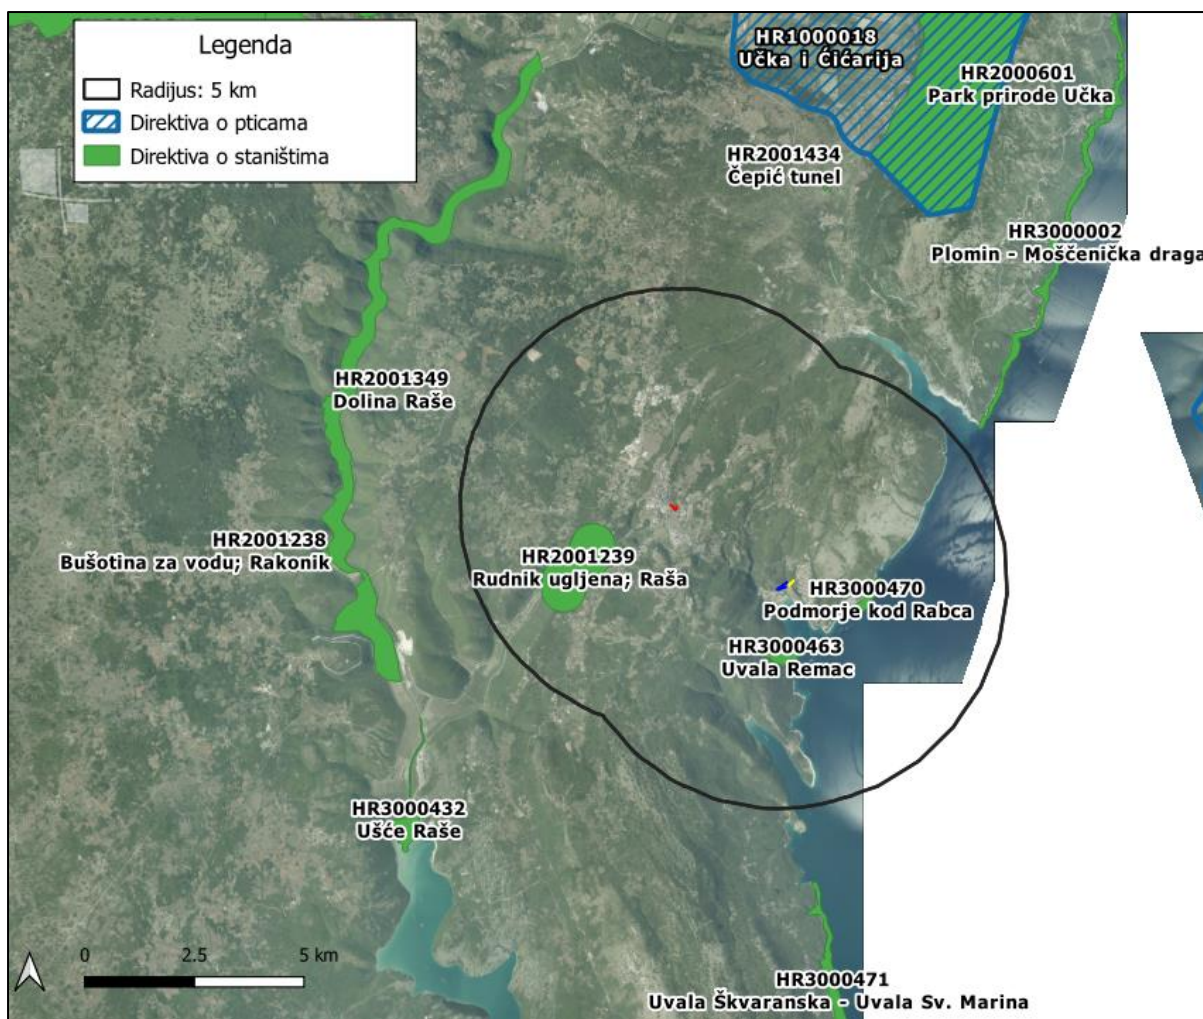 Legenda
Radijus: 5 km
Direktiva o pticama
Direktiva o staništima
HR1000018
Učka i Ćićarija
HR2000601
Park prirode Učka
HR2001434
Čepić tunel
HR3000002
Plomin - Moščenička draga
HR2001349
Dolina Raše
HR2001238
Bušotina za vodu; Rakonik
HR2001239
Rudnik ugljena; Raša
HR3000470
Podmorje kod Rabca
HR3000463
Uvala Remac
HR3000432
Ušće Raše
0 2.5 5 km
HR3000471
Uvala Škvaranska - Uvala Sv. Marina